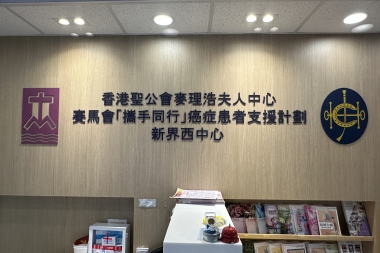 香港聖公會麥理浩夫人中心
賽馬會「攜手同行」癌症患者支援計劃
新界西中心